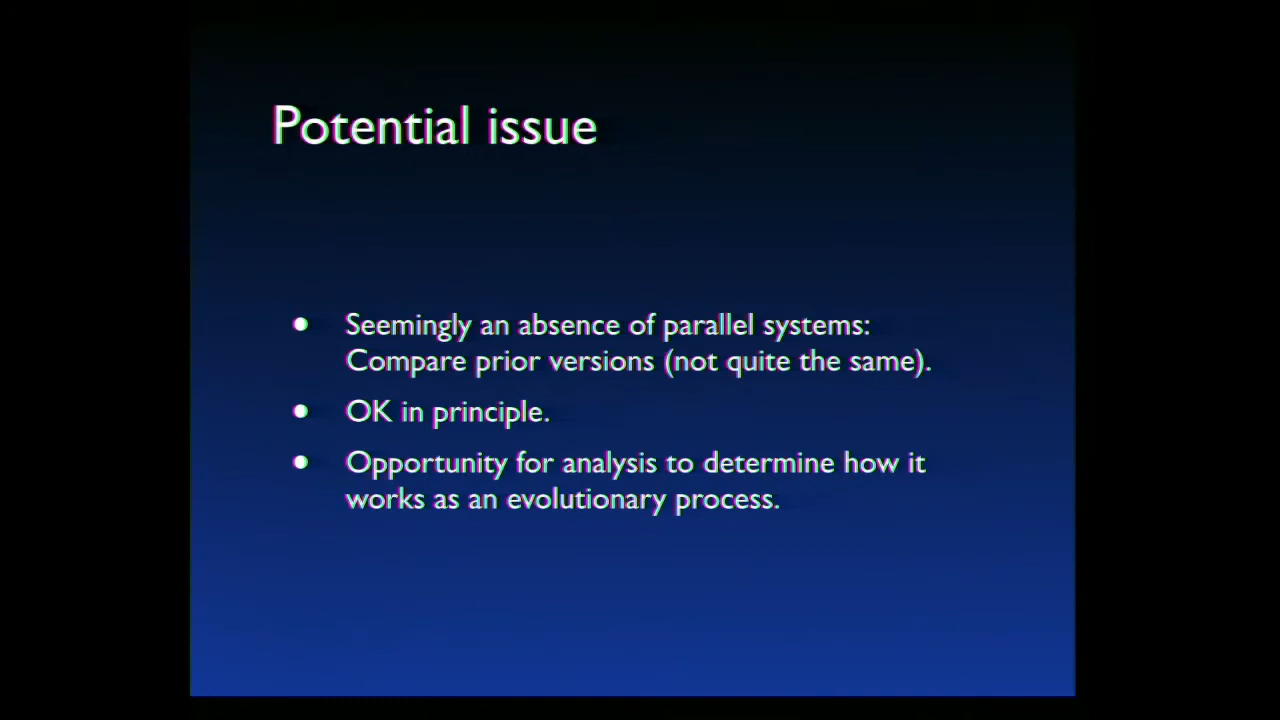 Potential issue
• Seemingly an absence of parallel systems:
Compare prior versions (not quite the same).
• OK in principle.
• Opportunity for analysis to determine how it
works as an evolutionary process.